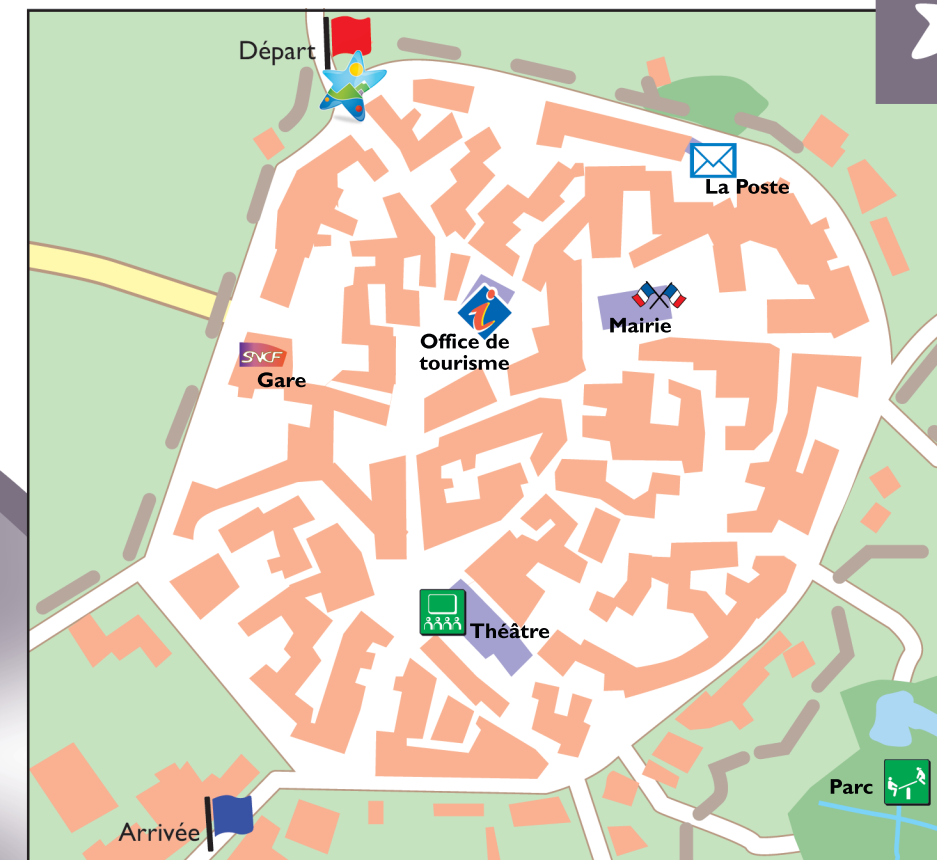 Départ
La Poste
Mairie
Office de
tourisme
SNCF
Gare
Théâtre
Parc
Arrivée